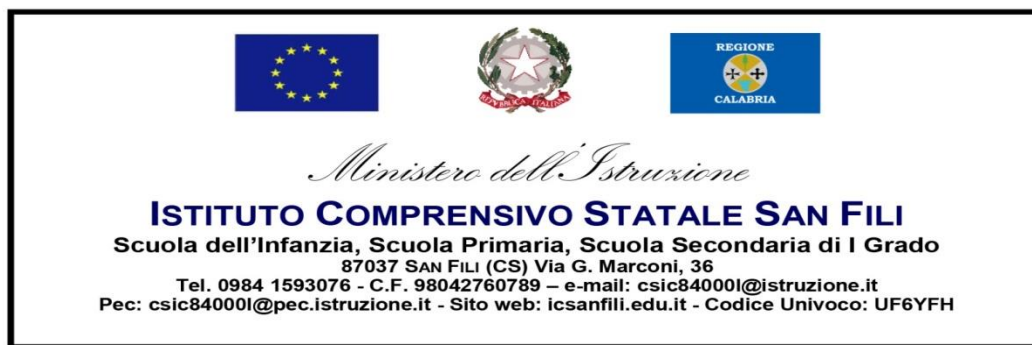 REGIONE
CALABRIA
REPVBBLICA ITALIANA
Ministero dell'Istruzione
ISTITUTO COMPRENSIVO STATALE SAN FILI
Scuola dell'Infanzia, Scuola Primaria, Scuola Secondaria di I Grado
87037 SAN FILI (CS) Via G. Marconi, 36
Tel. 0984 1593076 - C.F. 98042760789 – e-mail: csic84000l@istruzione.it
Pec: csic84000l@pec.istruzione.it - Sito web: icsanfili.edu.it - Codice Univoco: UF6YFH